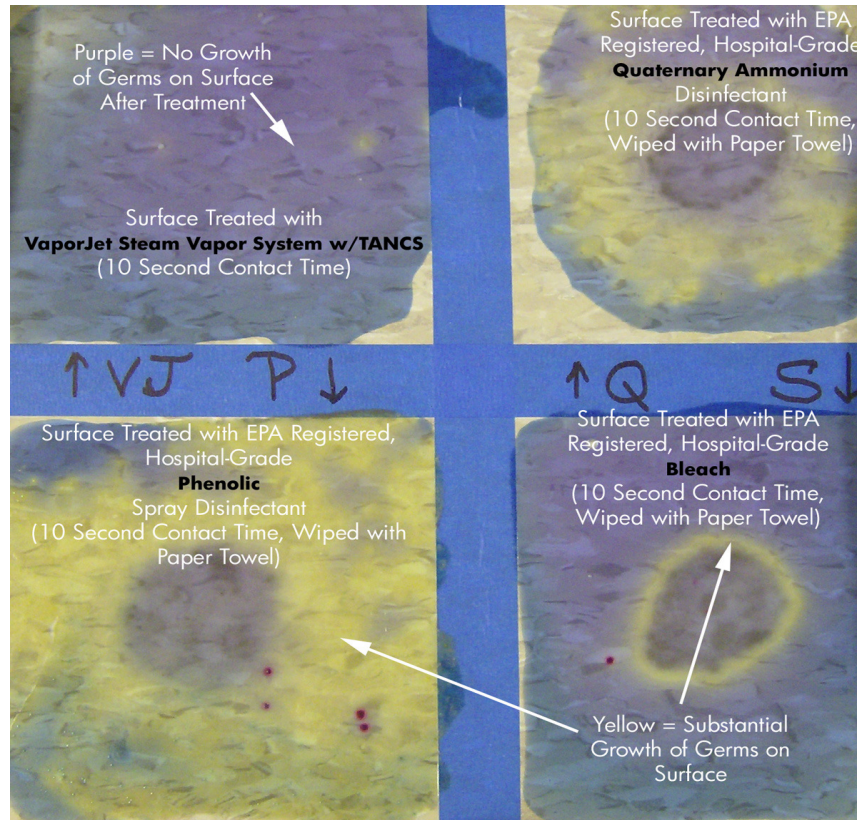 Purple = No Growth
of Germs on Surface
After Treatment
Surface Treated with
VaporJet Steam Vapor System w/TANCS
(10 Second Contact Time)
Surface Treated with EPA
Registered, Hospital-Grade
Quaternary Ammonium
Disinfectant
(10 Second Contact Time,
Wiped with Paper Towel)
↑ VJ P ↓
↑ Q S ↓
Surface Treated with EPA Registered,
Hospital-Grade
Phenolic
Spray Disinfectant
(10 Second Contact Time, Wiped with
Paper Towel)
Surface Treated with EPA
Registered, Hospital-Grade
Bleach
(10 Second Contact Time,
Wiped with Paper Towel)
Yellow = Substantial
Growth of Germs on
Surface